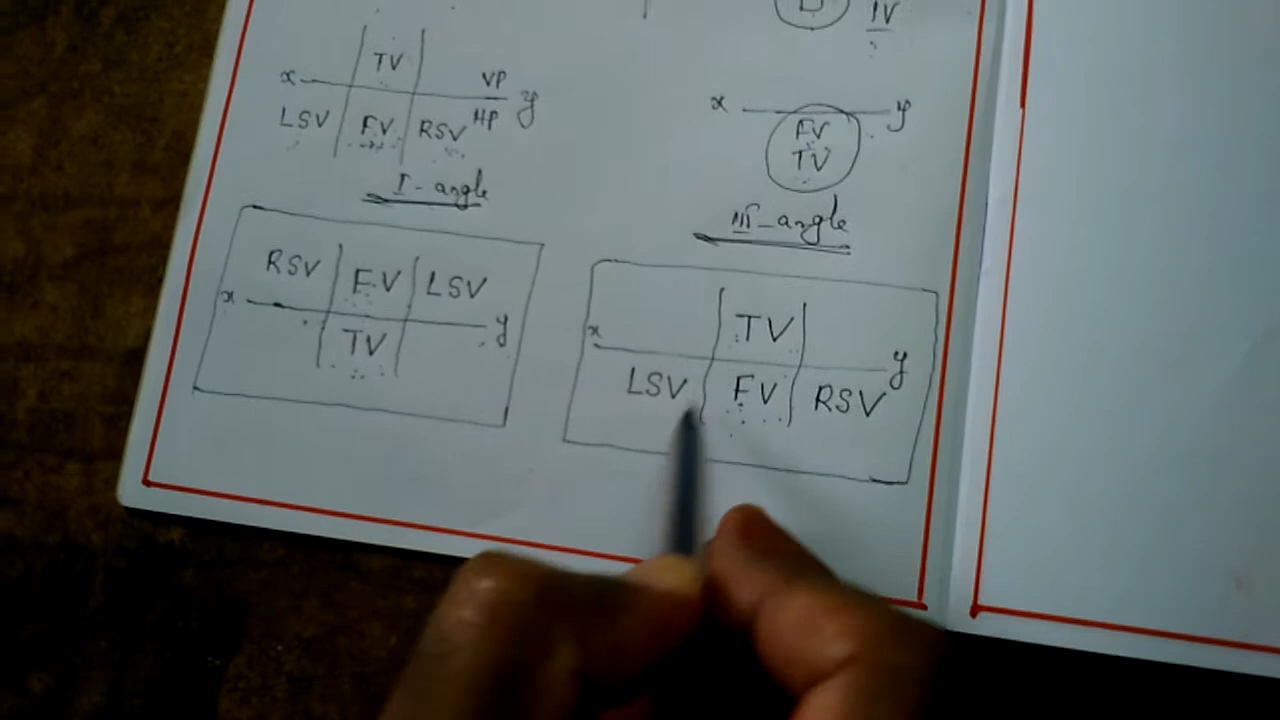 IV
TV
x VP
HP y
LSV FV RSV
x y
FV
TV
I - angle
III - angle
RSV FV LSV
x y
TV
TV
x y
LSV FV RSV